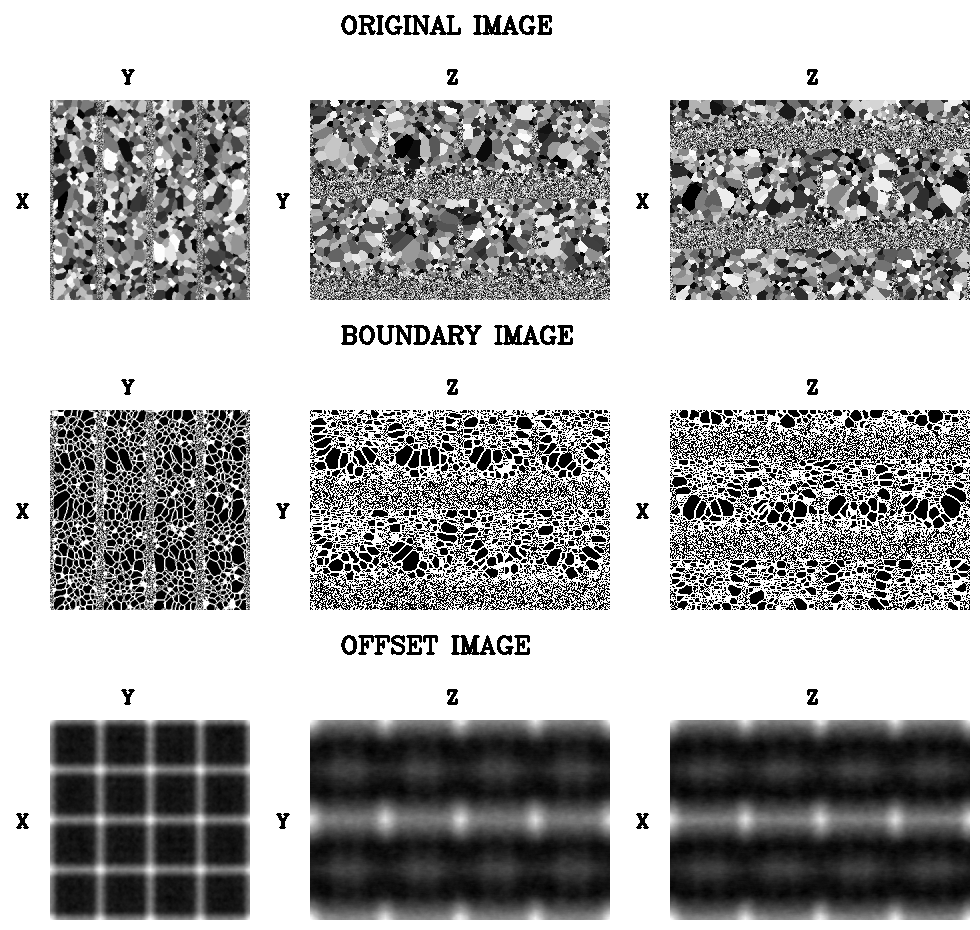 ORIGINAL IMAGE
Y Z Z
X Y X
BOUNDARY IMAGE
Y Z Z
X Y X
OFFSET IMAGE
Y Z Z
X Y X